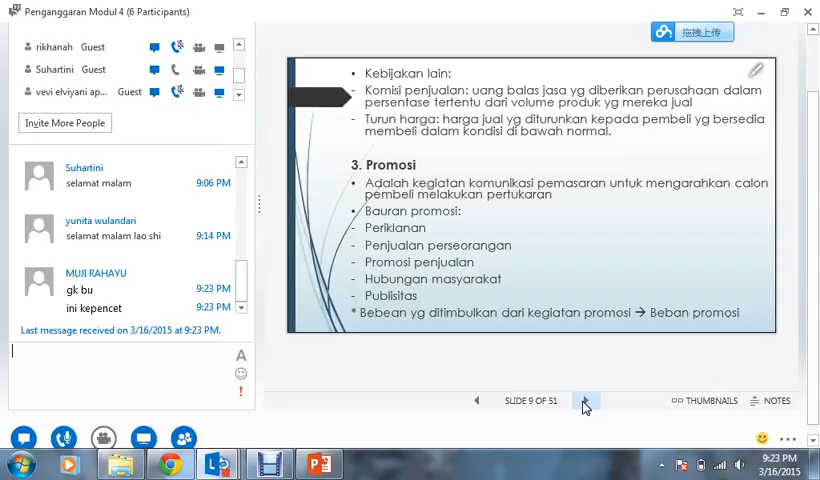 Penganggaran Modul 4 (6 Participants)
rikhanah Guest
Suhartini Guest
vevi elviyani ap... Guest
Invite More People
Suhartini
selamat malam 9:06 PM
yunita wulandari
selamat malam lao shi 9:14 PM
MUJI RAHAYU
gk bu 9:23 PM
ini kepencet 9:23 PM
Last message received on 3/16/2015 at 9:23 PM.
A
!
拖拽上传
• Kebijakan lain:
- Komisi penjualan: uang balas jasa yg diberikan perusahaan dalam
persentase tertentu dari volume produk yg mereka jual
- Turun harga: harga jual yg diturunkan kepada pembeli yg bersedia
membeli dalam kondisi di bawah normal.
3. Promosi
• Adalah kegiatan komunikasi pemasaran untuk mengarahkan calon
pembeli melakukan pertukaran
• Bauran promosi:
- Periklanan
- Penjualan perseorangan
- Promosi penjualan
- Hubungan masyarakat
- Publisitas
* Bebean yg ditimbulkan dari kegiatan promosi → Beban promosi
SLIDE 9 OF 51
THUMBNAILS
NOTES
9:23 PM
3/16/2015